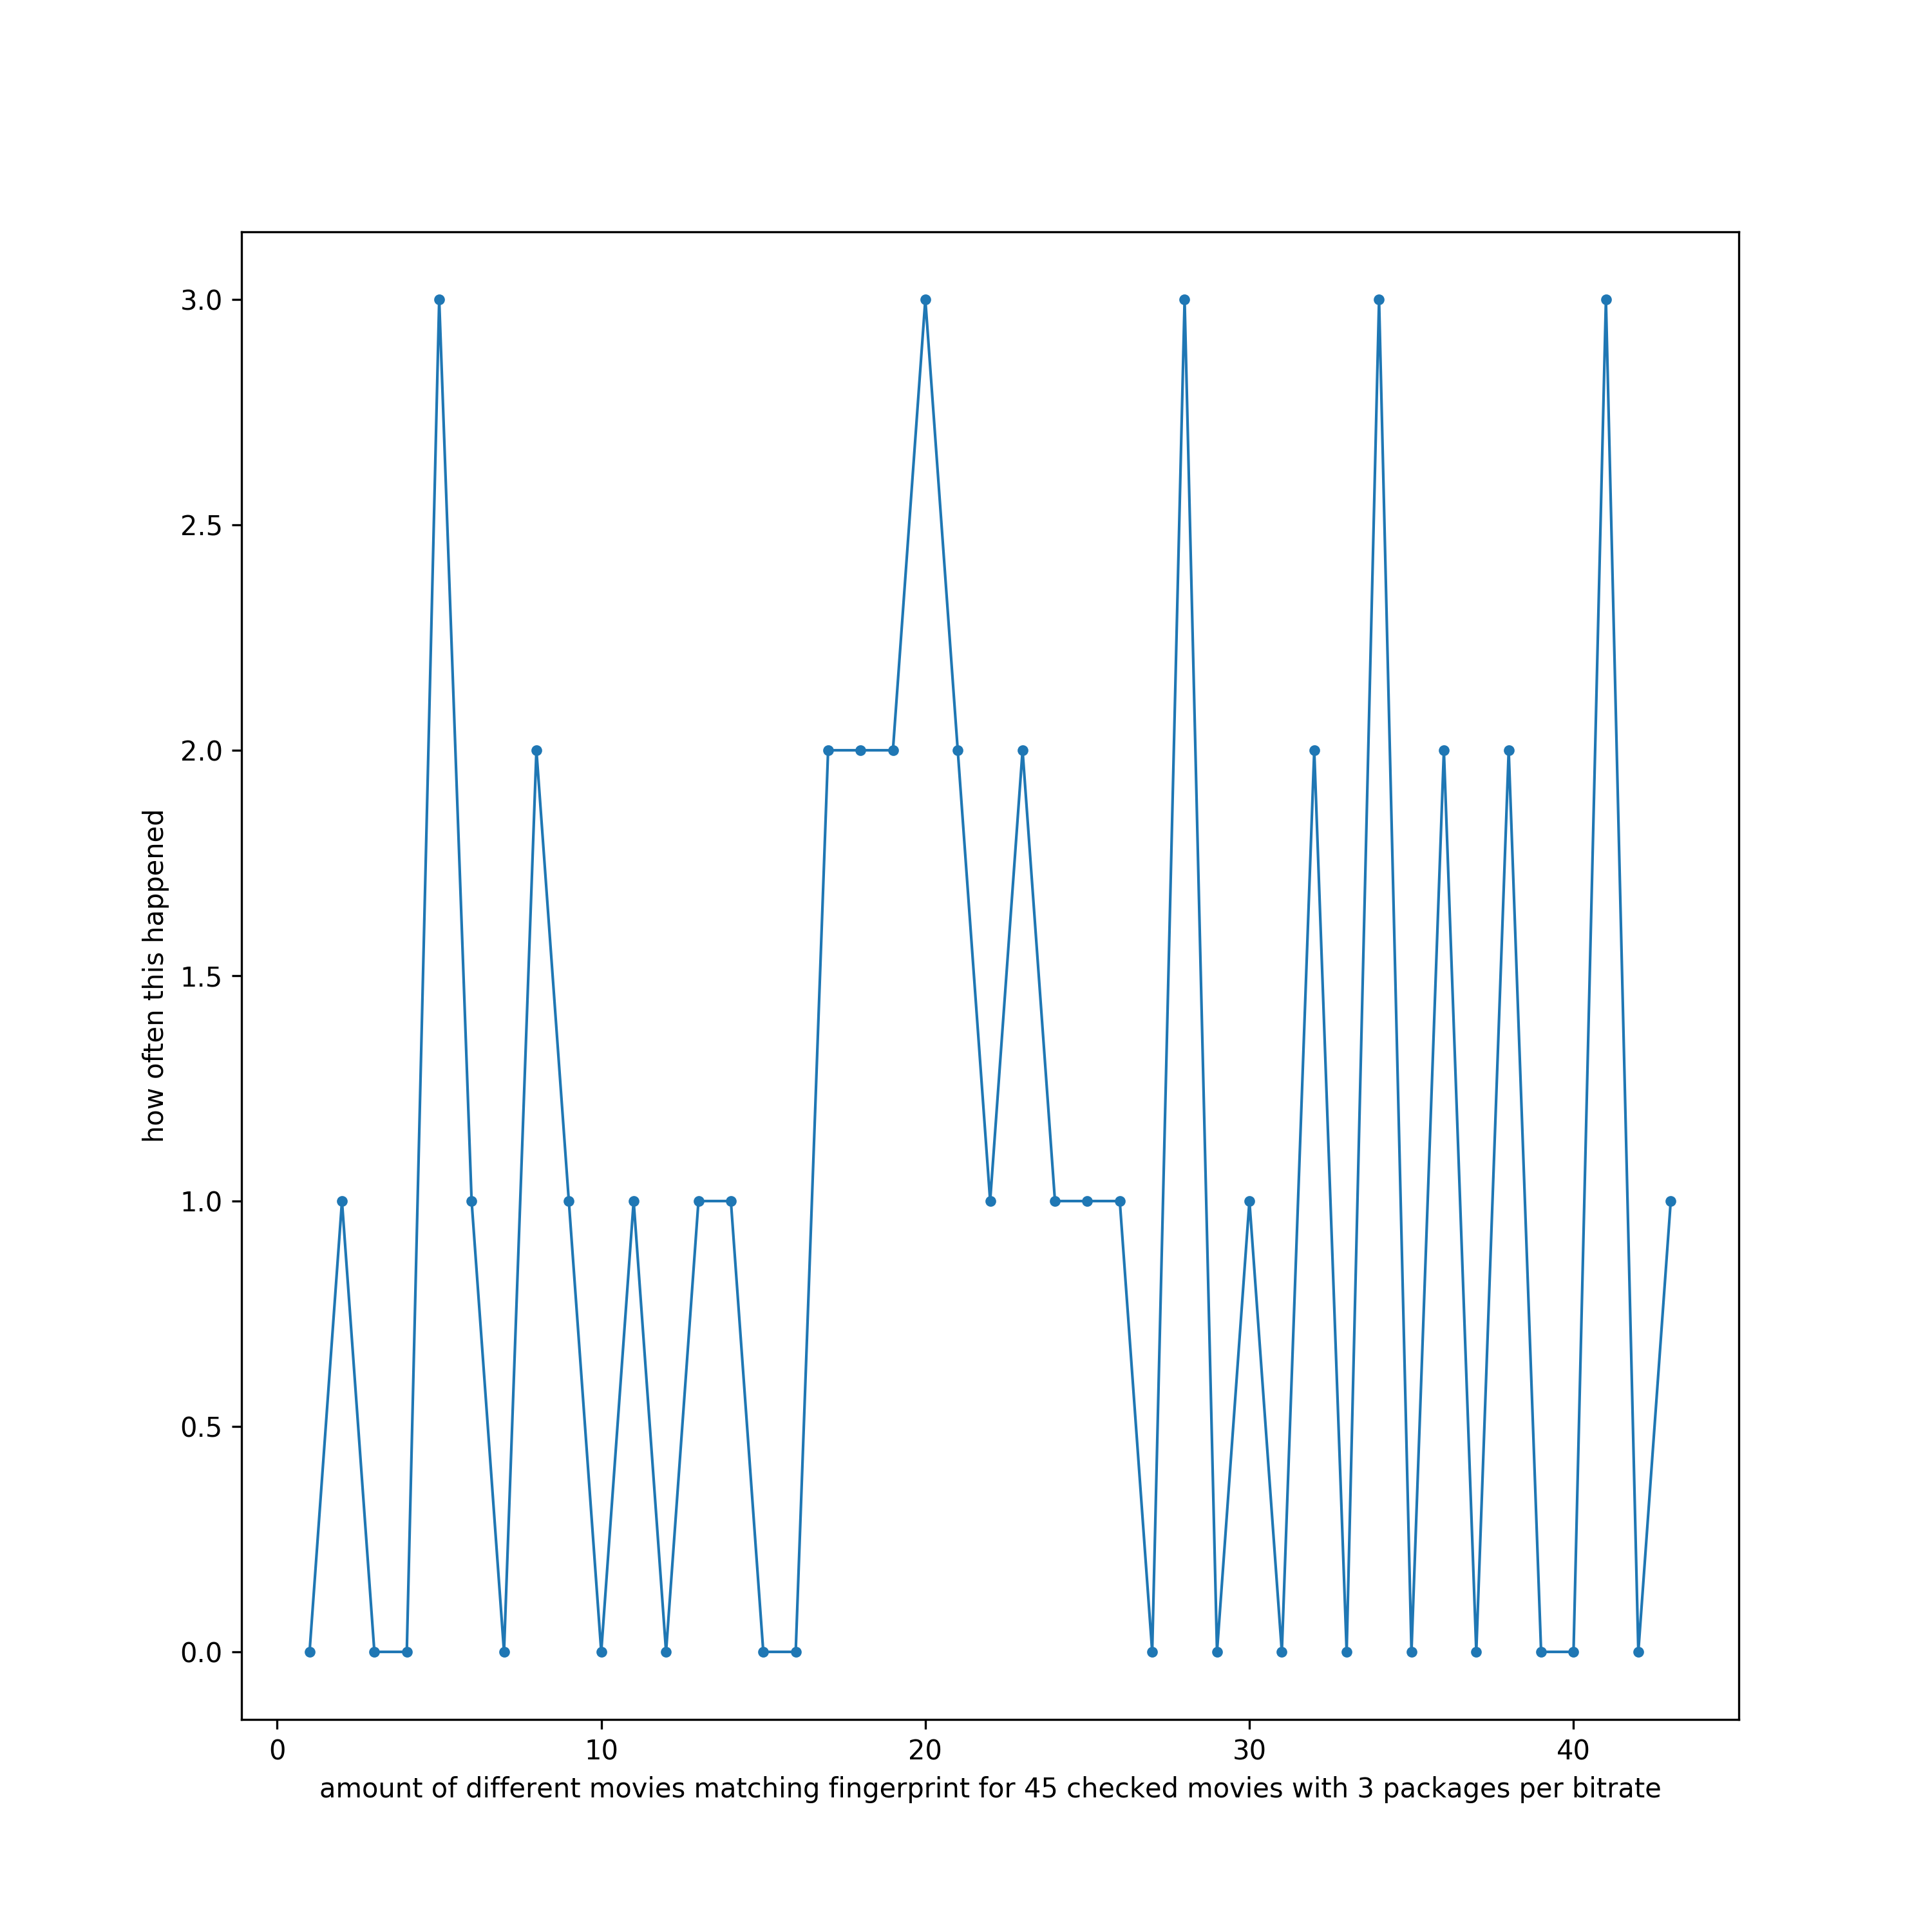 3.0
2.5
2.0
1.5
1.0
0.5
0.0
how often this happened
0 10 20 30 40
amount of different movies matching fingerprint for 45 checked movies with 3 packages per bitrate